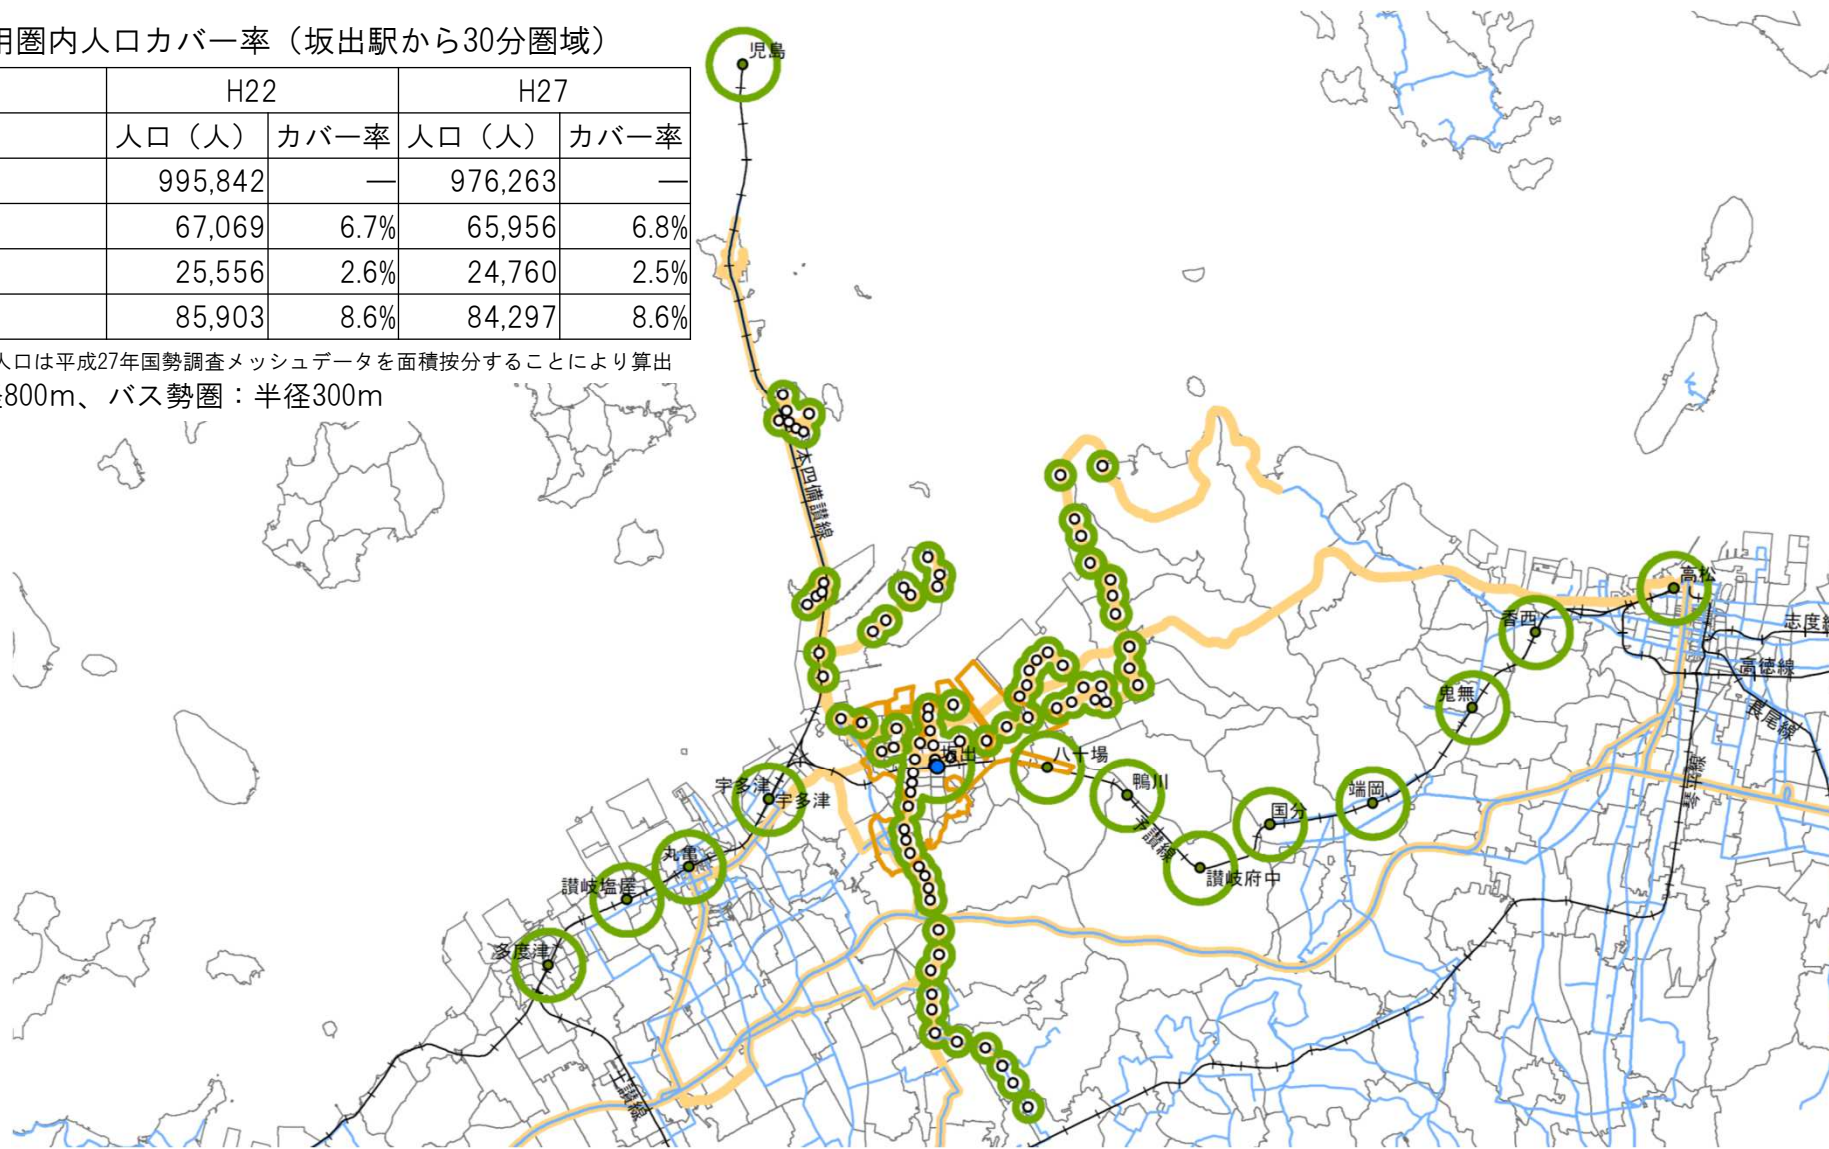 用圏内人口カバー率（坂出駅から30分圏域）
H22 H27
人口（人） カバー率 人口（人） カバー率
995,842 ― 976,263 ―
67,069 6.7% 65,956 6.8%
25,556 2.6% 24,760 2.5%
85,903 8.6% 84,297 8.6%
人口は平成27年国勢調査メッシュデータを面積按分することにより算出
800m、バス勢圏：半径300m
児島
本四備讃線
高松
香西
志度線
高徳線
鬼無
長尾線
琴平線
坂出
八十場
鴨川
宇多津
宇多津
端岡
国分
予讃線
丸亀
讃岐府中
讃岐塩屋
多度津
土讃線